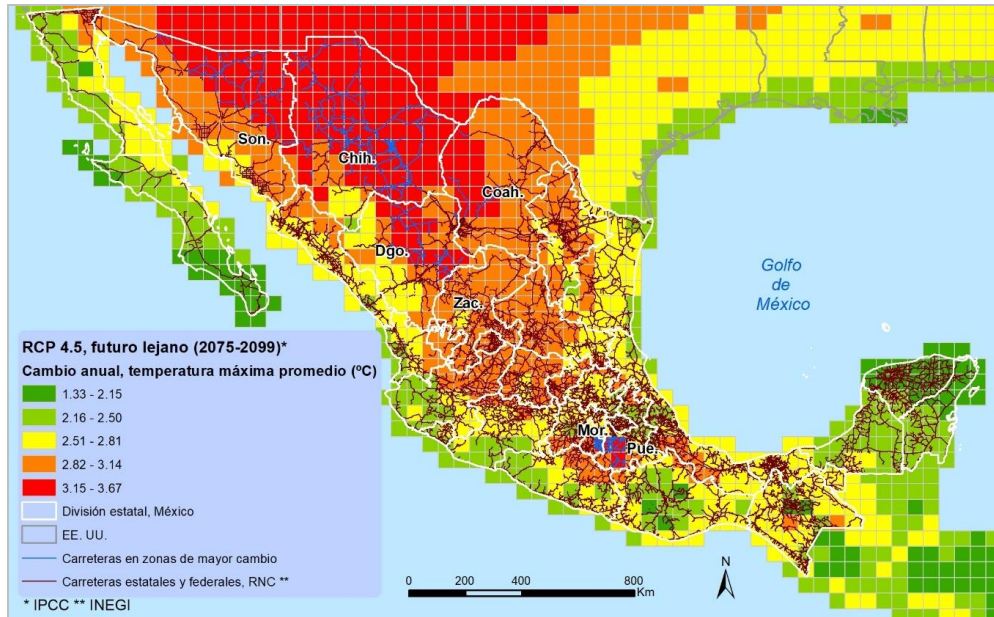 Son.
Chih.
Coah.
Dgo.
Zac.
Mor.
Pue.
Golfo
de
México
RCP 4.5, futuro lejano (2075-2099)*
Cambio anual, temperatura máxima promedio (ºC)
1.33 - 2.15
2.16 - 2.50
2.51 - 2.81
2.82 - 3.14
3.15 - 3.67
División estatal, México
EE. UU.
Carreteras en zonas de mayor cambio
Carreteras estatales y federales, RNC **
* IPCC ** INEGI
0 200 400 800
Km
N